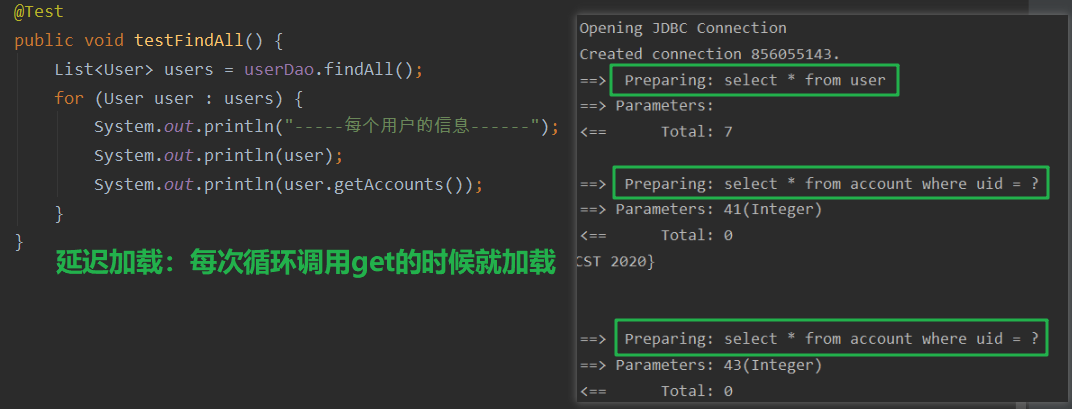 @Test
public void testFindAll() {
List<User> users = userDao.findAll();
for (User user : users) {
System.out.println("-----每个用户的信息------");
System.out.println(user);
System.out.println(user.getAccounts());
}
}
延迟加载：每次循环调用get的时候就加载
Opening JDBC Connection
Created connection 856055143.
==> Preparing: select * from user
==> Parameters:
<== Total: 7
==> Preparing: select * from account where uid = ?
==> Parameters: 41(Integer)
<== Total: 0
CST 2020}
==> Preparing: select * from account where uid = ?
==> Parameters: 43(Integer)
<== Total: 0